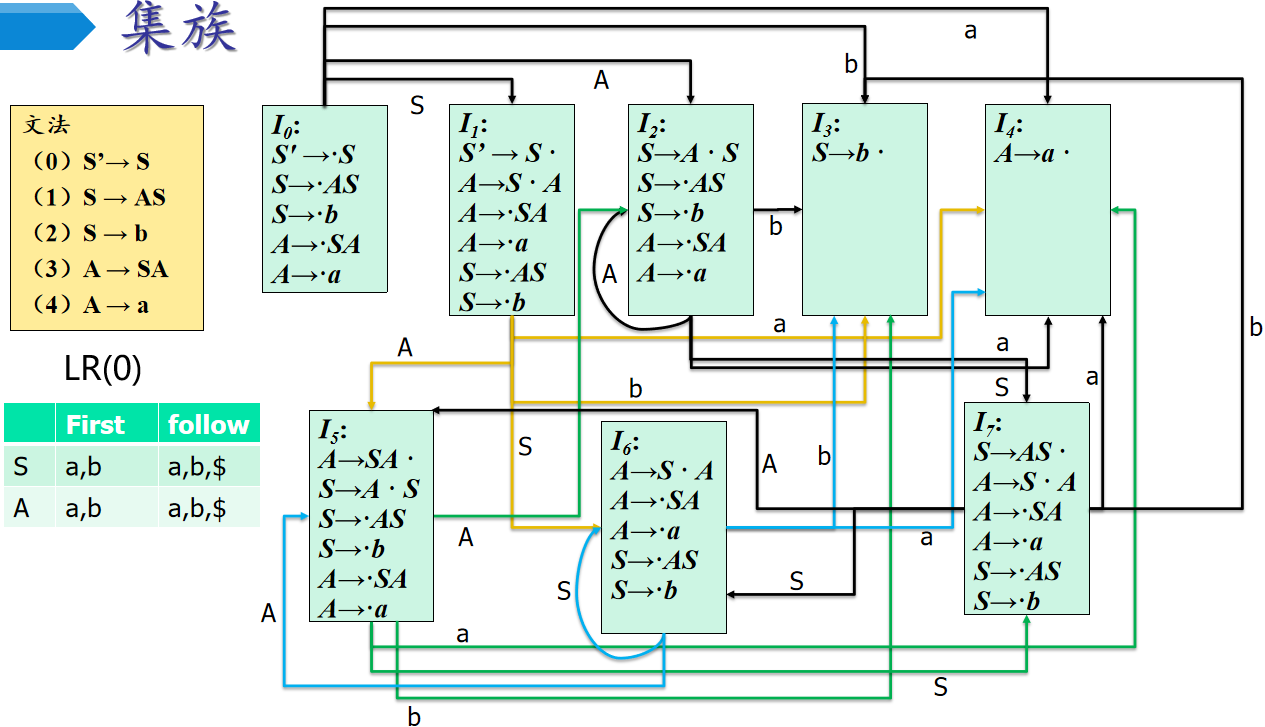 集族
文法
（0）S’→ S
（1）S → AS
（2）S → b
（3）A → SA
（4）A → a
LR(0)
First follow
S a,b a,b,$
A a,b a,b,$
I0:
S' →·S
S→·AS
S→·b
A→·SA
A→·a
I1:
S’ → S ·
A→S · A
A→·SA
A→·a
S→·AS
S→·b
I2:
S→A · S
S→·AS
S→·b
A→·SA
A→·a
I3:
S→b ·
I4:
A→a ·
I5:
A→SA ·
S→A · S
S→·AS
S→·b
A→·SA
A→·a
I6:
A→S · A
A→·SA
A→·a
S→·AS
S→·b
I7:
S→AS ·
A→S · A
A→·SA
A→·a
S→·AS
S→·b
a
b
A
S
b
A
a
a
b
A
b
S
a
S
A
b
A
a
S
S
A
a
S
b